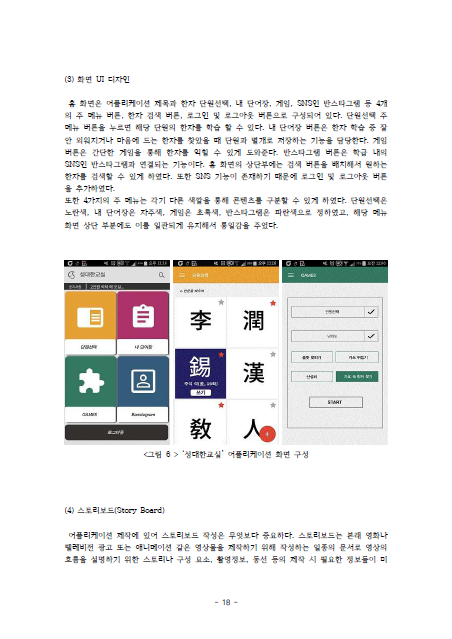 (3) 화면 UI 디자인
홈 화면은 어플리케이션 제목과 한자 단원선택, 내 단어장, 게임, SNS인 반스타그램 등 4개
의 주 메뉴 버튼, 한자 검색 버튼, 로그인 및 로그아웃 버튼으로 구성되어 있다. 단원선택 주
메뉴 버튼을 누르면 해당 단원의 한자를 학습 할 수 있다. 내 단어장 버튼은 한자 학습 중 잘
안 외워지거나 마음에 드는 한자를 찾았을 때 단원과 별개로 저장하는 기능을 담당한다. 게임
버튼은 간단한 게임을 통해 한자를 익힐 수 있게 도와준다. 반스타그램 버튼은 학급 내의
SNS인 반스타그램과 연결되는 기능이다. 홈 화면의 상단부에는 검색 버튼을 배치해서 원하는
한자를 검색할 수 있게 하였다. 또한 SNS 기능이 존재하기 때문에 로그인 및 로그아웃 버튼
을 추가하였다.
또한 4가지의 주 메뉴는 각기 다른 색깔을 통해 콘텐츠를 구분할 수 있게 하였다. 단원선택은
노란색, 내 단어장은 자주색, 게임은 초록색, 반스타그램은 파란색으로 정하였고, 해당 메뉴
화면 상단 부분에도 이를 일관되게 유지해서 통일감을 주었다.
성대한교실
단원선택
내 단어장
GAMES
Banstagram
로그아웃
단원선택
李
潤
錫
주석 석(호, 16획)
쓰기
漢
敎
人
+
GAMES
단원선택
START
<그림 6 > '성대한교실' 어플리케이션 화면 구성
(4) 스토리보드(Story Board)
어플리케이션 제작에 있어 스토리보드 작성은 무엇보다 중요하다. 스토리보드는 본래 영화나
텔레비전 광고 또는 애니메이션 같은 영상물을 제작하기 위해 작성하는 일종의 문서로 영상의
흐름을 설명하기 위한 스토리나 구성 요소, 촬영정보, 동선 등의 제작 시 필요한 정보들이 미
- 18 -